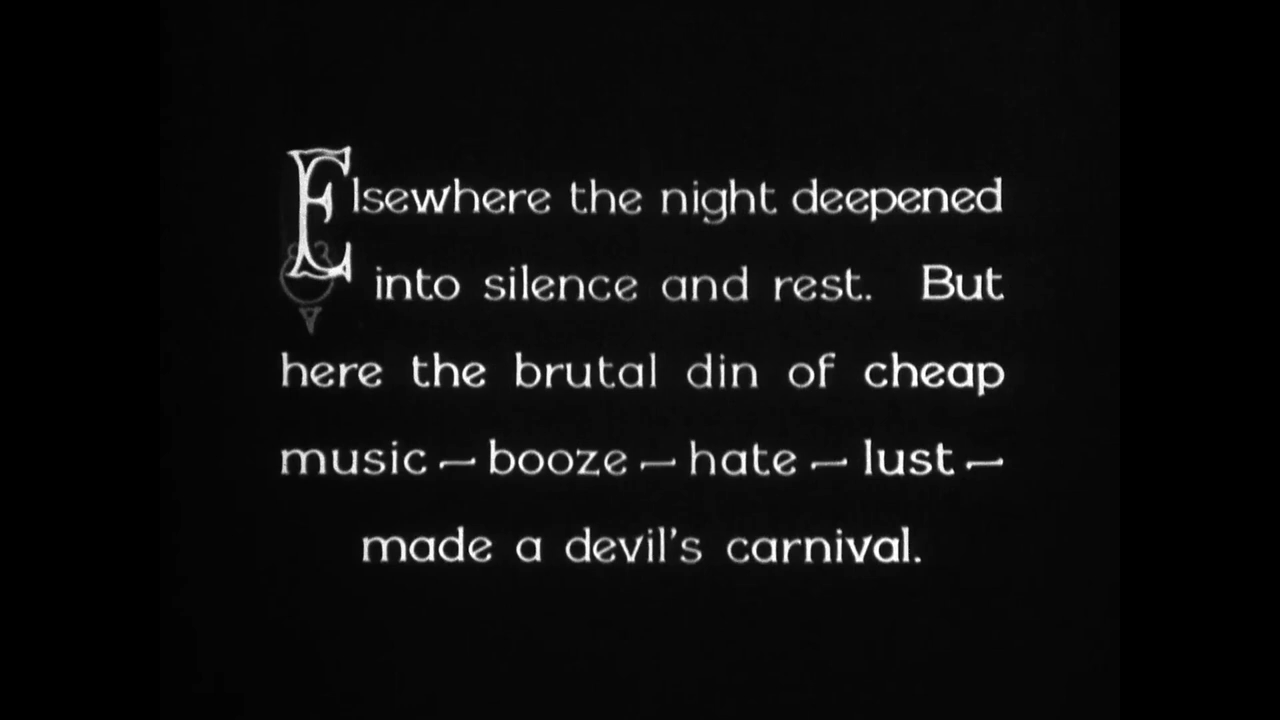 Elsewhere the night deepened
into silence and rest. But
here the brutal din of cheap
music — booze — hate — lust —
made a devil's carnival.